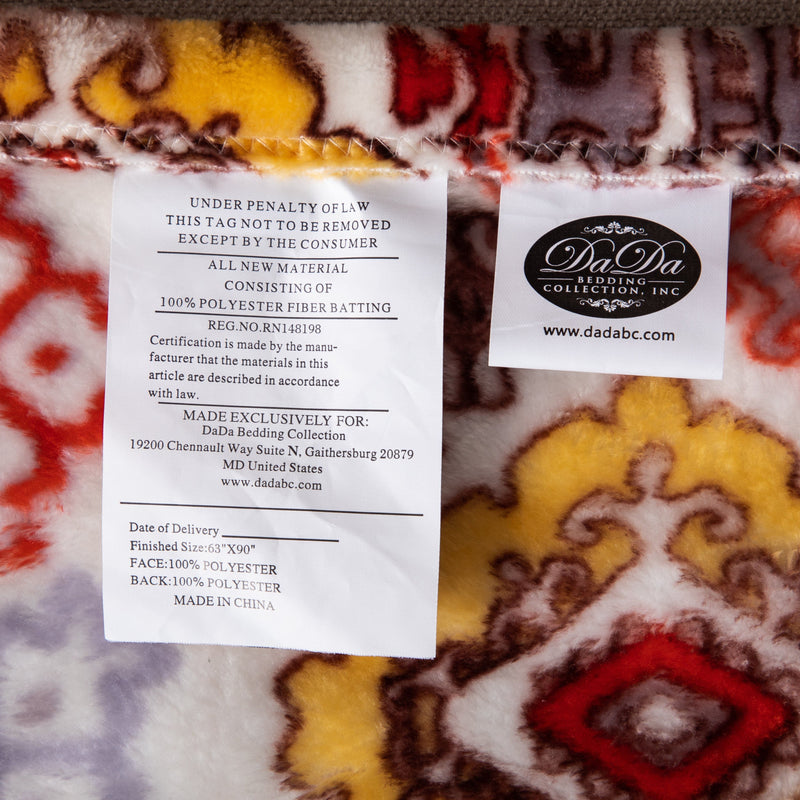 UNDER PENALTY OF LAW
THIS TAG NOT TO BE REMOVED
EXCEPT BY THE CONSUMER
ALL NEW MATERIAL
CONSISTING OF
100% POLYESTER FIBER BATTING
REG.NO.RN148198
Certification is made by the manu-
facturer that the materials in this
article are described in accordance
with law.
MADE EXCLUSIVELY FOR:
DaDa Bedding Collection
19200 Chennault Way Suite N, Gaithersburg 20879
MD United States
www.dadabc.com
Date of Delivery
Finished Size:63"X90"
FACE:100% POLYESTER
BACK:100% POLYESTER
MADE IN CHINA
DaDa
BEDDING
COLLECTION, INC
www.dadabc.com